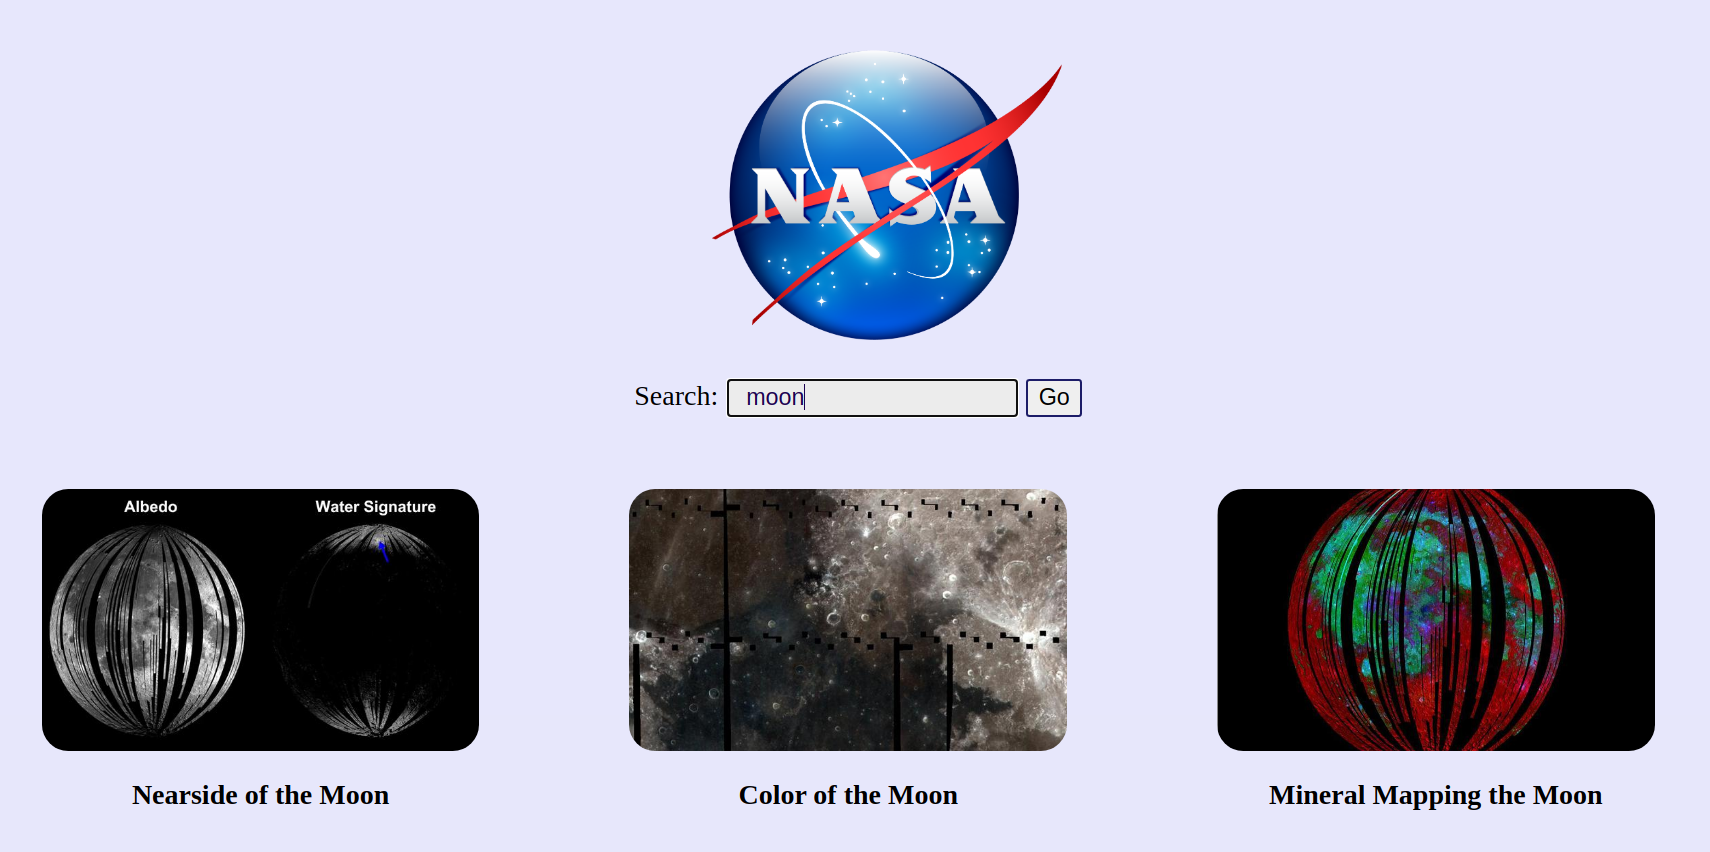 NASA
Search: moon Go
Albedo Water Signature
Nearside of the Moon
Color of the Moon
Mineral Mapping the Moon